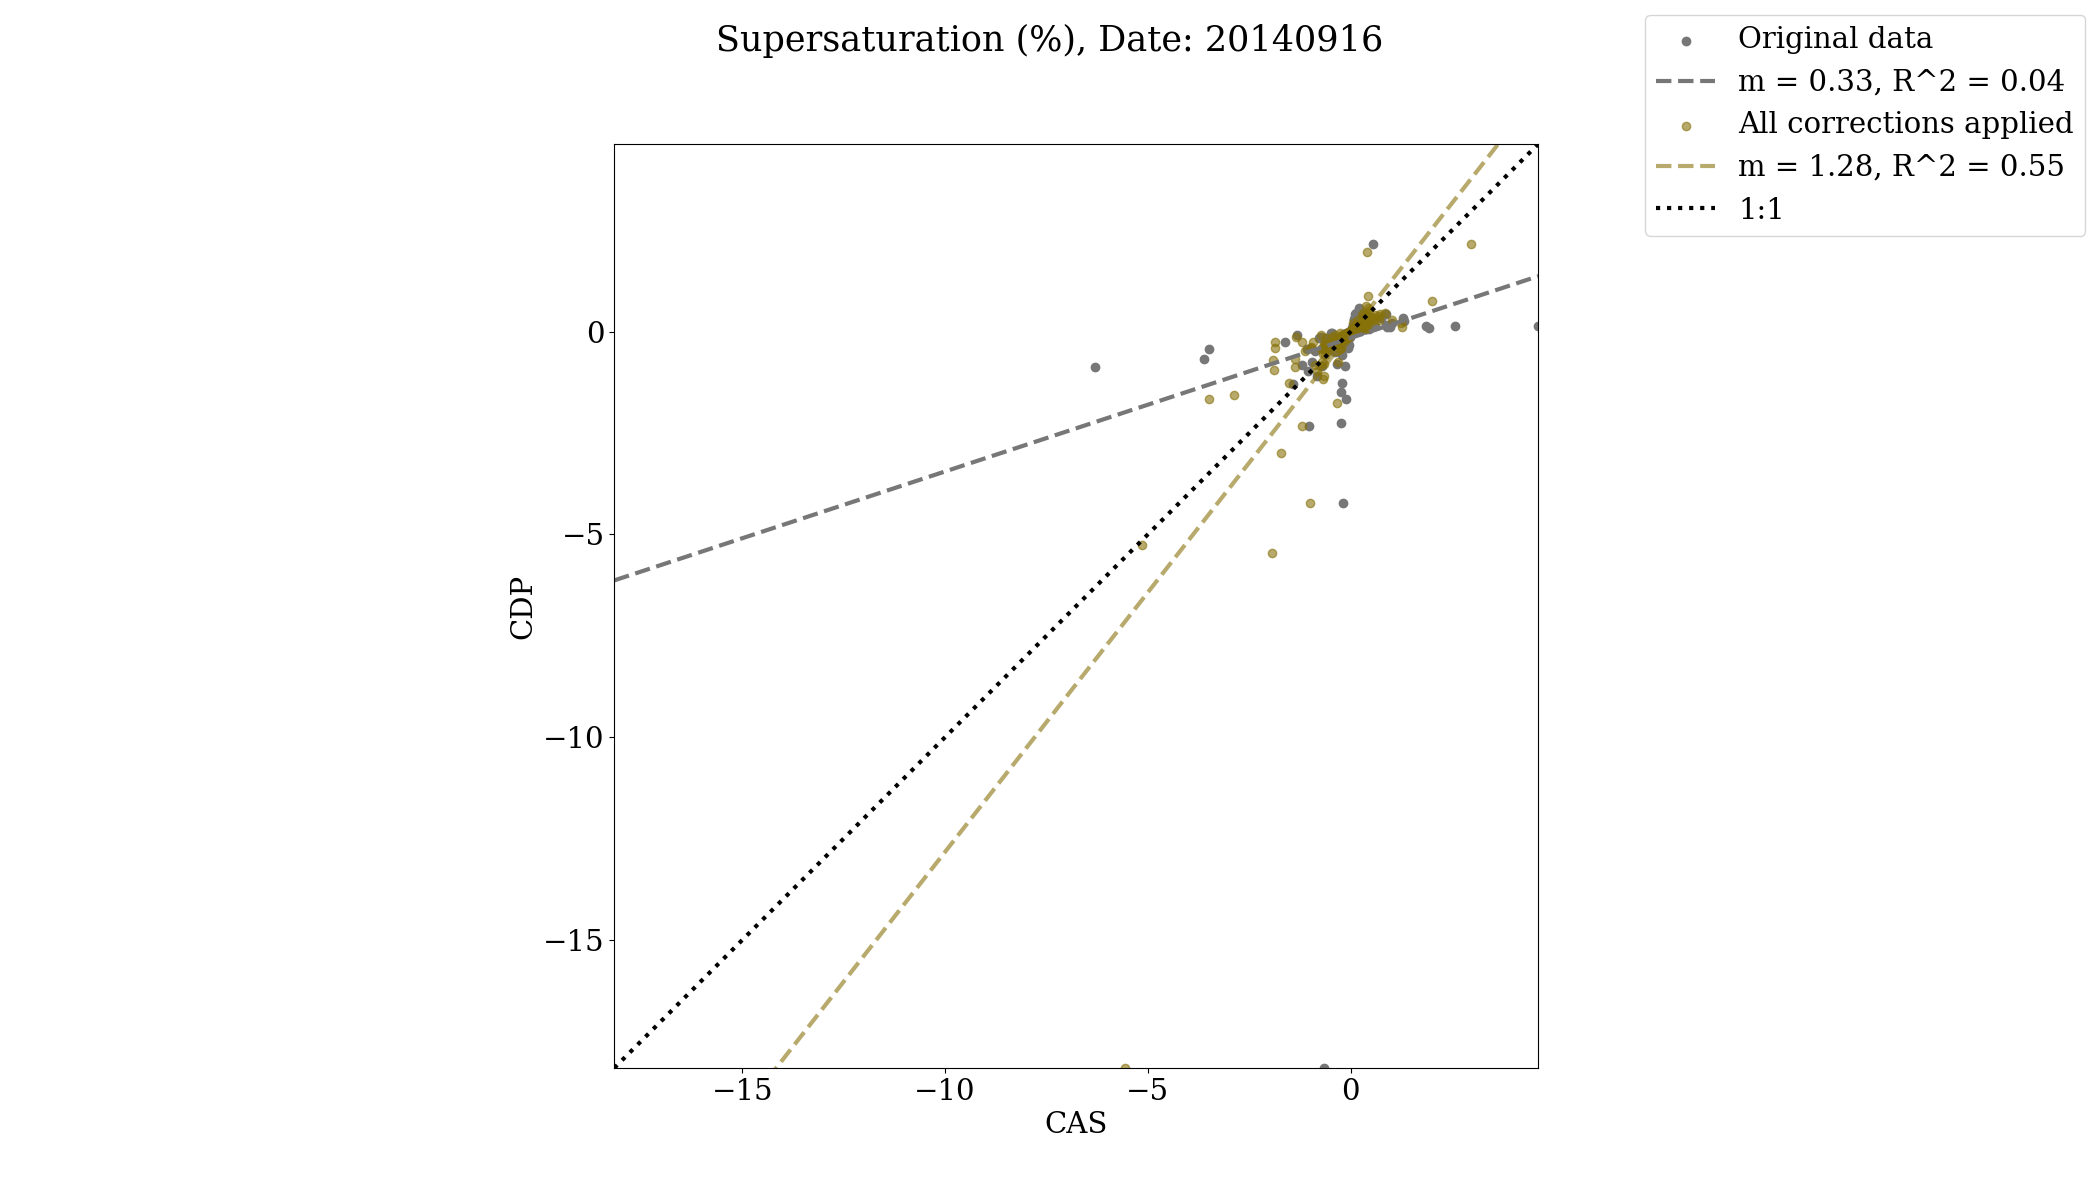 Supersaturation (%), Date: 20140916
Original data
m = 0.33, R^2 = 0.04
All corrections applied
m = 1.28, R^2 = 0.55
1:1
0
−5
−10
−15
CDP
−15
−10
−5
0
CAS